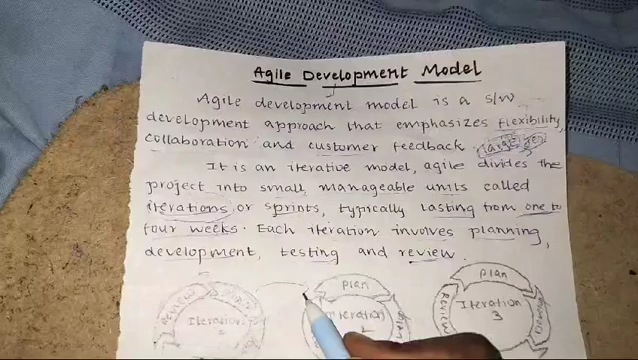 Agile Development Model
Agile development model is a s/w
development approach that emphasizes flexibility,
collaboration and customer feedback.
It is an iterative model, agile divides the
project into small manageable units called
iterations or sprints, typically lasting from one to
four weeks. Each iteration involves planning,
development, testing and review.
Plan
Plan
Review
Iteration
Iteration
Iteration
3
Review